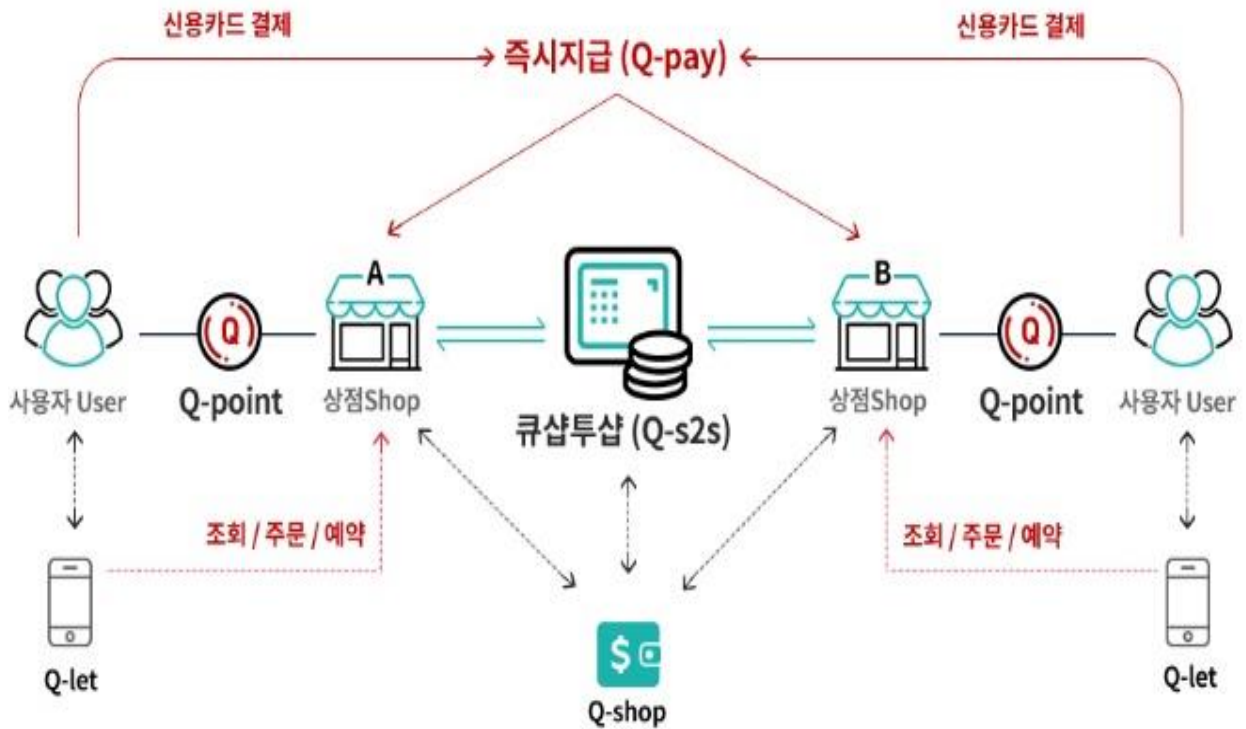 신용카드 결제
신용카드 결제
즉시지급 (Q-pay)
A
B
Q
Q
사용자 User
Q-point
상점Shop
큐샵투샵 (Q-s2s)
상점Shop
Q-point
사용자 User
조회 / 주문 / 예약
조회 / 주문 / 예약
$
Q-let
Q-shop
Q-let